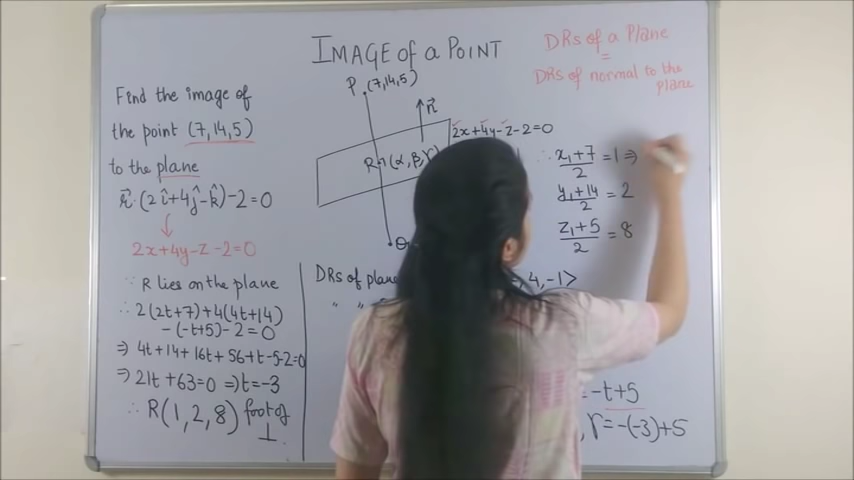 IMAGE of a POINT
DRs of a Plane
=
DRs of normal to the
plane
Find the image of
the point (7,14,5)
to the plane
r⃗·(2î+4ĵ-k̂)-2=0
↓
2x+4y-z-2=0
P (7,14,5)
n⃗
2x+4y-z-2=0
R (α,β,γ)
∴ x₁+7/2 = 1 ⇒
y₁+14/2 = 2
z₁+5/2 = 8
∵ R lies on the plane
∴ 2(2t+7)+4(4t+14)
-(-t+5)-2=0
⇒ 4t+14+16t+56+t-5-2=0
⇒ 21t+63=0 ⇒t=-3
∴ R(1,2,8) foot of
⊥.
DRs of plane
4,-1>
" "
= -t+5
, γ=-(-3)+5